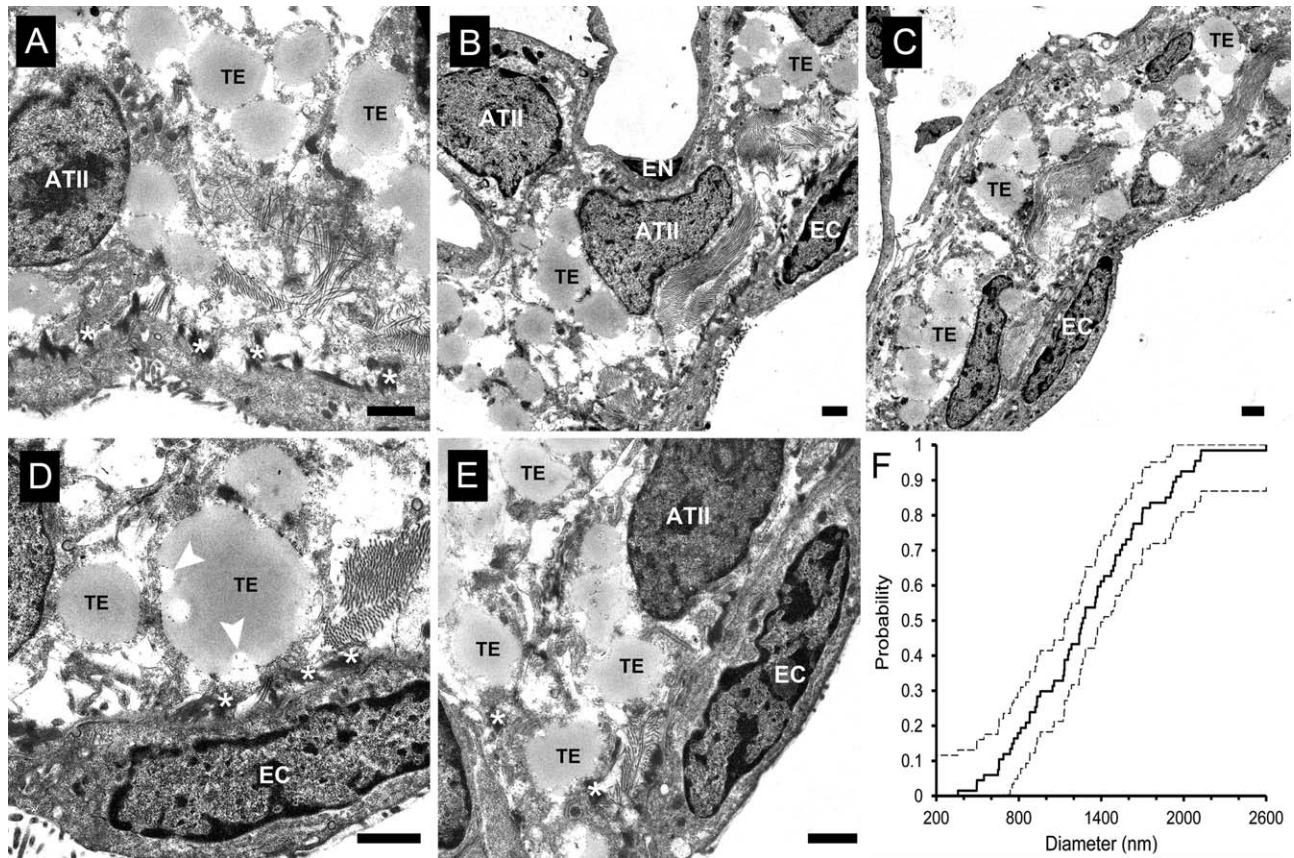 A
TE
TE
ATII
* * * *
B
TE
ATII
EN
ATII
TE
EC
C
TE
TE
TE
EC
D
TE
TE
* * *
EC
E
TE
ATII
TE
TE
EC
*
TE
*
F
1
0.9
0.8
0.7
0.6
0.5
0.4
0.3
0.2
0.1
0
Probability
200 800 1400 2000 2600
Diameter (nm)